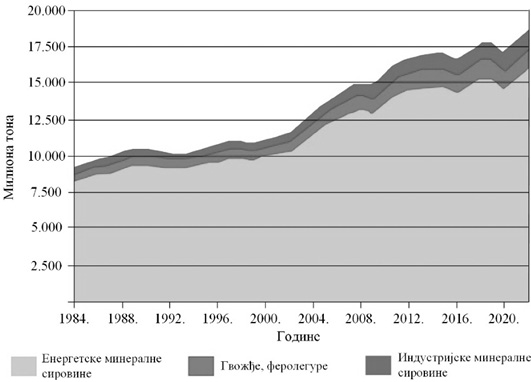 20.000
17.500
15.000
12.500
10.000
7.500
5.000
2.500
Милиона тона
1984. 1988. 1992. 1996. 2000. 2004. 2008. 2012. 2016. 2020.
Године
Енергетске минералне
сировине
Гвожђе, феролегуре
Индустријске минералне
сировине